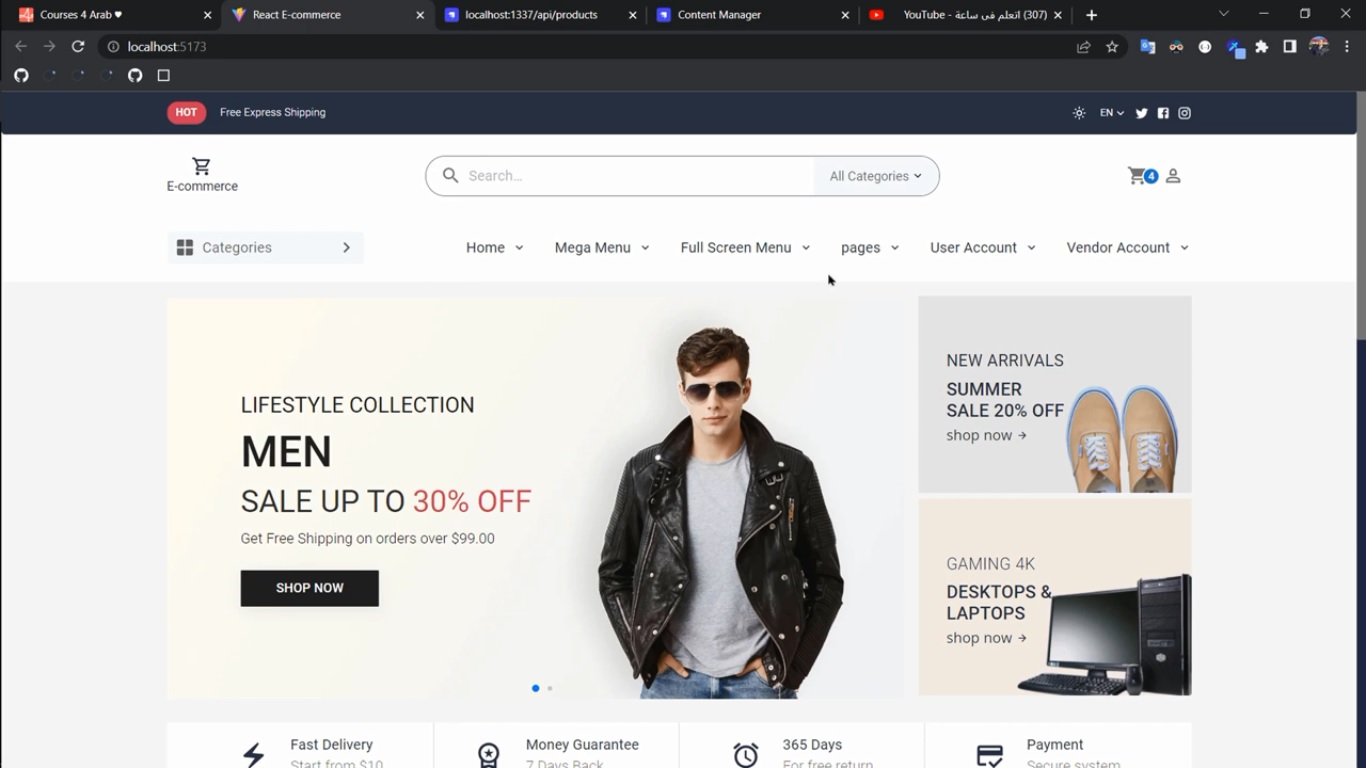 Courses 4 Arab ♥
React E-commerce
localhost:1337/api/products
Content Manager
(307) اتعلم في ساعة - YouTube
localhost:5173
HOT Free Express Shipping
EN
E-commerce
Search...
All Categories
4
Categories
Home
Mega Menu
Full Screen Menu
pages
User Account
Vendor Account
LIFESTYLE COLLECTION
MEN
SALE UP TO 30% OFF
Get Free Shipping on orders over $99.00
SHOP NOW
NEW ARRIVALS
SUMMER
SALE 20% OFF
shop now →
GAMING 4K
DESKTOPS &
LAPTOPS
shop now →
Fast Delivery
Start from $10
Money Guarantee
7 Days Back
365 Days
For free return
Payment
Secure system